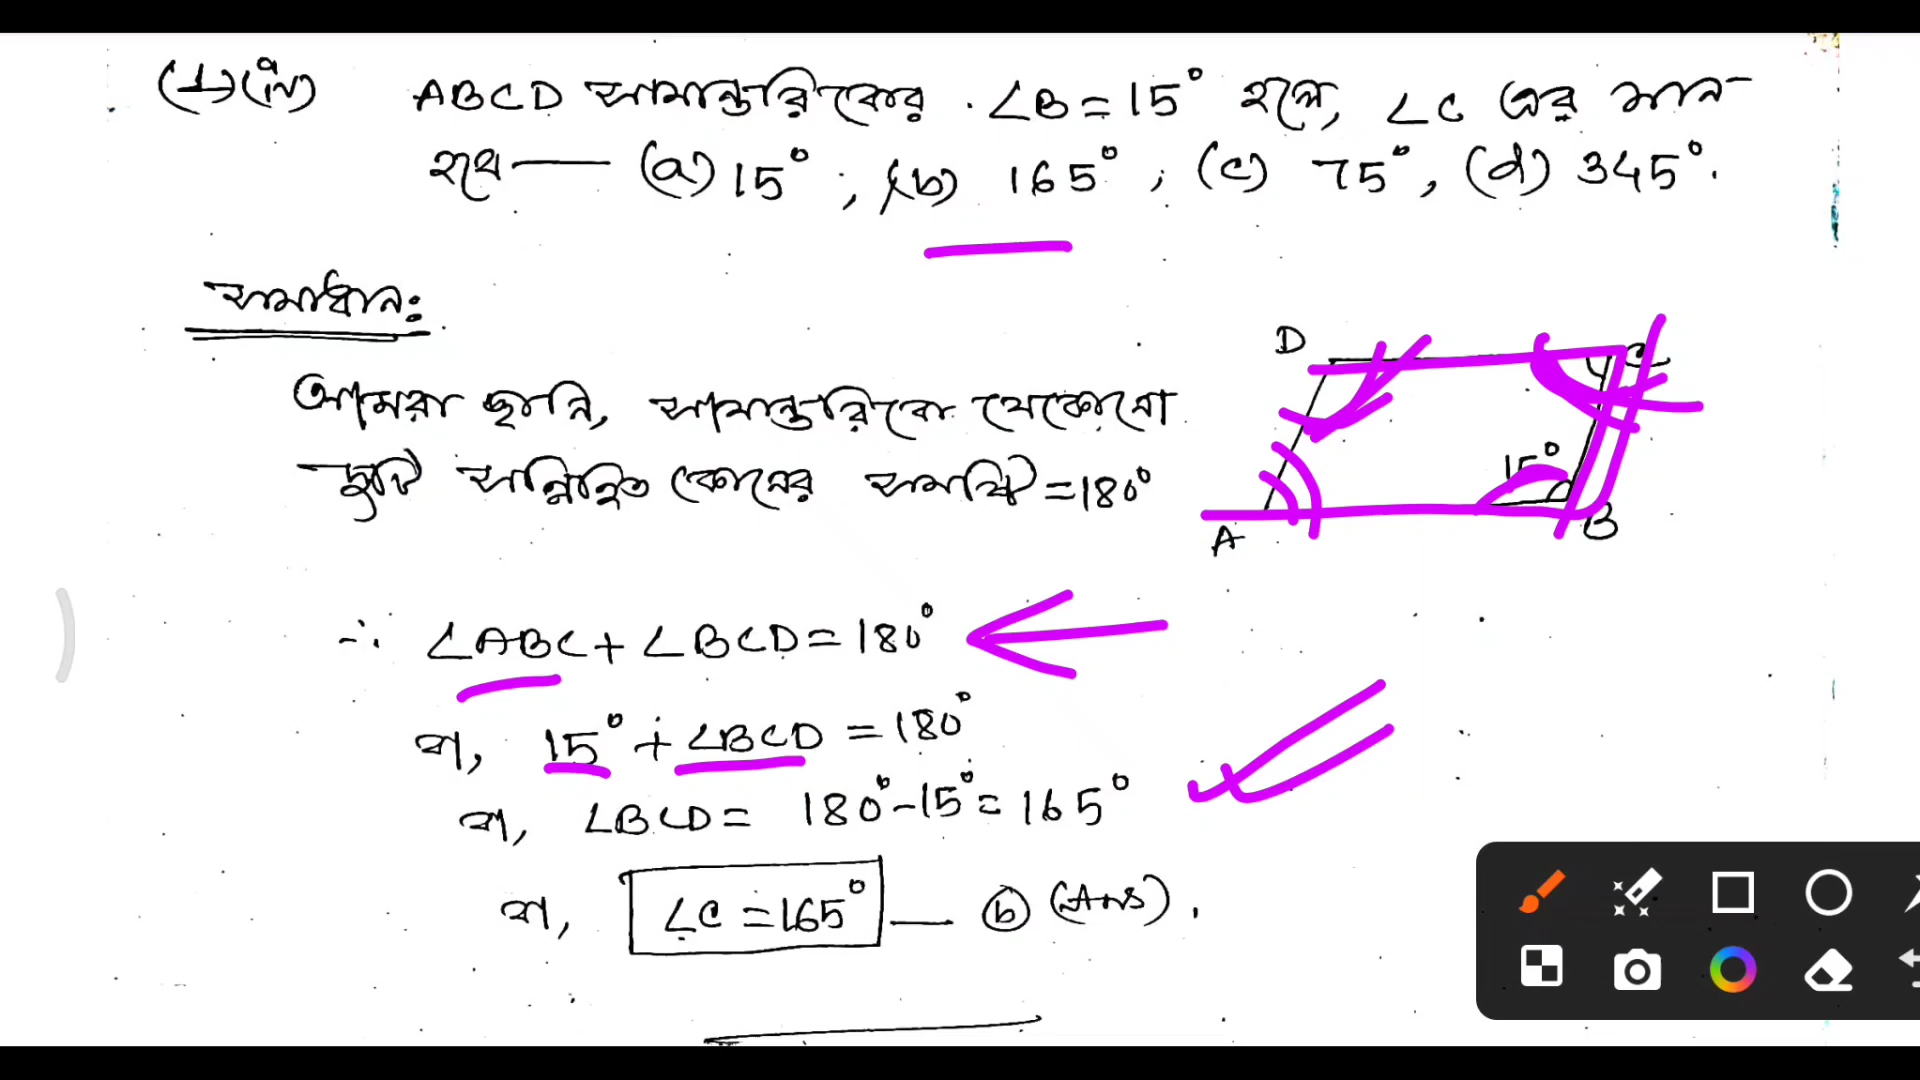 (1)(iv) ABCD সামান্তরিকের ∠B = 15° হলে, ∠C এর মান
হবে — (a) 15° ; (b) 165° ; (c) 75°, (d) 345°.
সমাধান:
D C
আমরা জানি, সামান্তরিকে যেকোনো
দুটি সন্নিহিত কোনের সমষ্টি = 180°
15°
A B
∴ ∠ABC + ∠BCD = 180°
বা, 15° + ∠BCD = 180°
বা, ∠BCD = 180° - 15° = 165°
বা, ∠C = 165° — ⓑ (Ans).